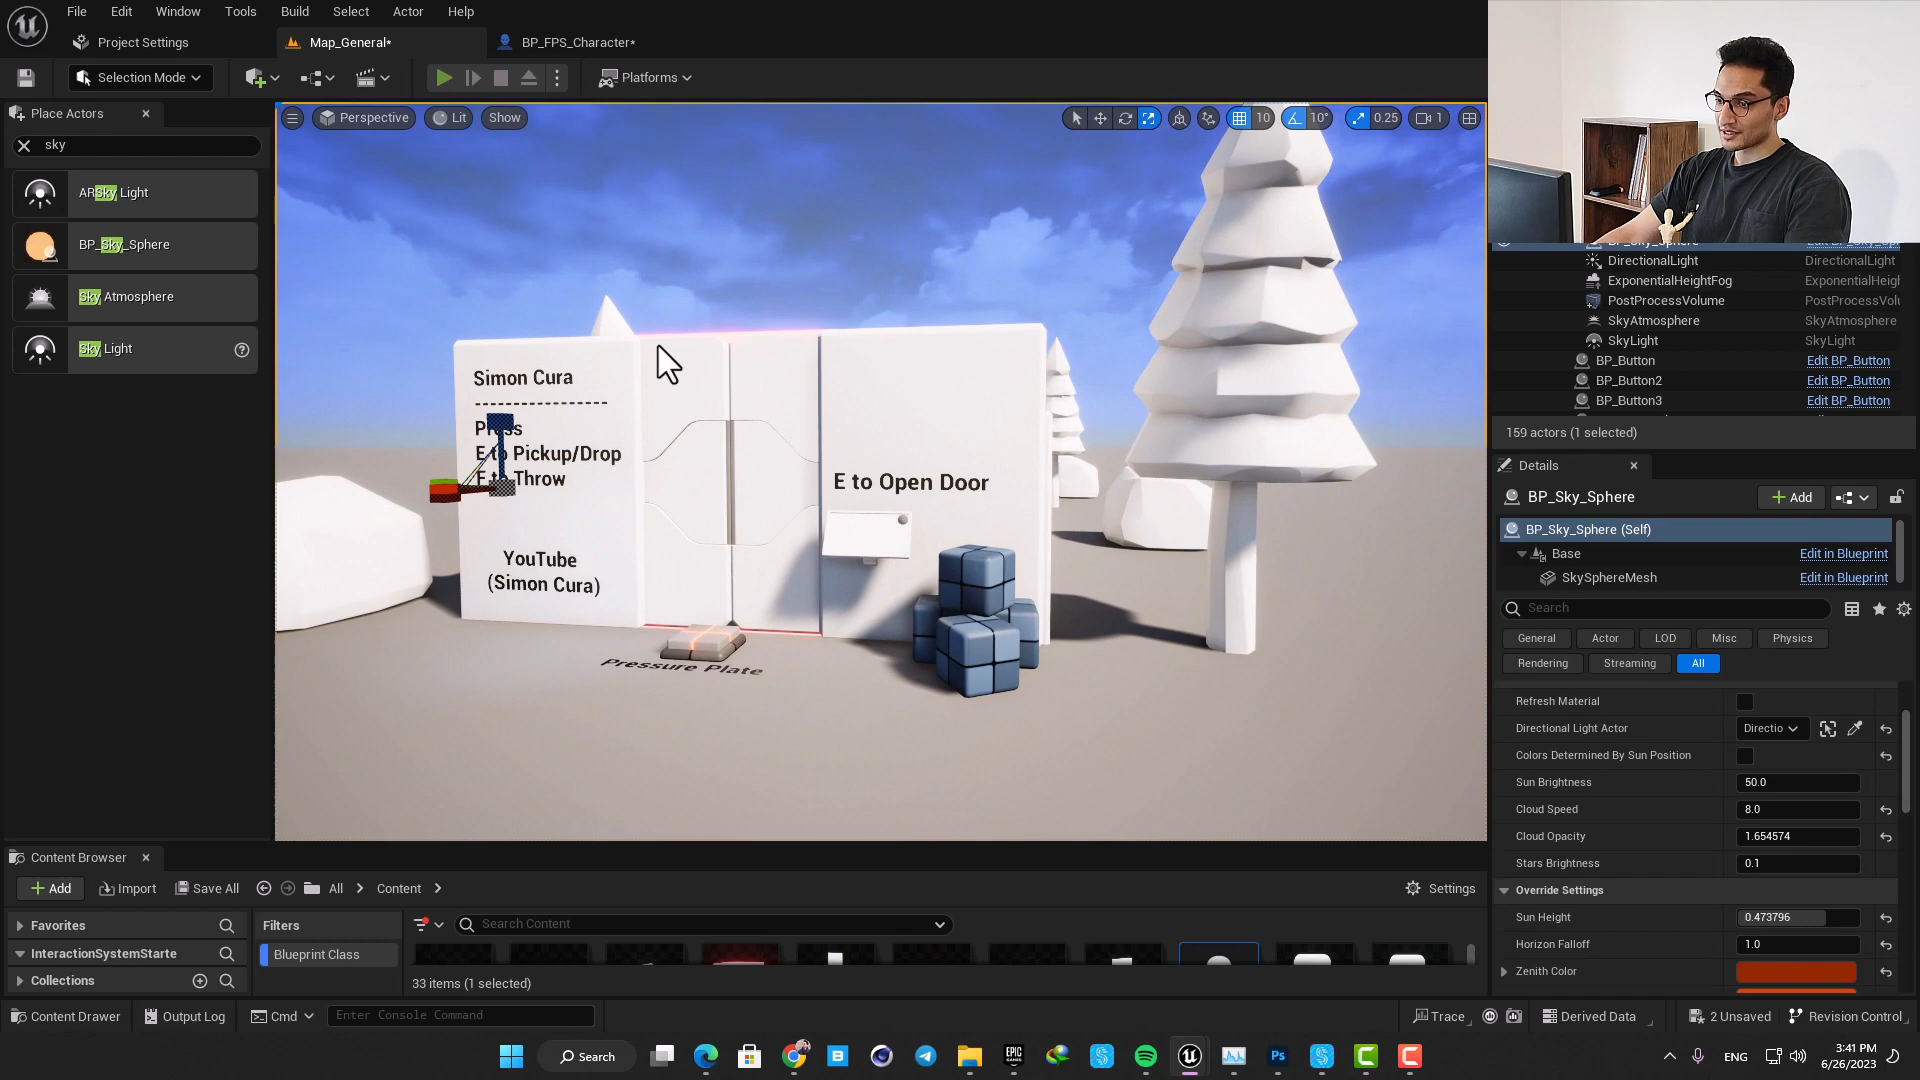 File Edit Window Tools Build Select Actor Help
Project Settings
Map_General*
BP_FPS_Character*
Selection Mode
Platforms
Place Actors
sky
ARSky Light
BP_Sky_Sphere
Sky Atmosphere
Sky Light
Perspective
Lit
Show
10
10°
0.25
1
Simon Cura
--------------------
Press
E to Pickup/Drop
to Throw
YouTube
(Simon Cura)
E to Open Door
Pressure Plate
DirectionalLight DirectionalLight
ExponentialHeightFog
PostProcessVolume
SkyAtmosphere SkyAtmosphere
SkyLight SkyLight
BP_Button Edit BP_Button
BP_Button2 Edit BP_Button
BP_Button3 Edit BP_Button
159 actors (1 selected)
Details
BP_Sky_Sphere
Add
BP_Sky_Sphere (Self)
Base Edit in Blueprint
SkySphereMesh Edit in Blueprint
Search
General Actor LOD Misc Physics
Rendering Streaming All
Refresh Material
Directional Light Actor Directio
Colors Determined By Sun Position
Sun Brightness 50.0
Cloud Speed 8.0
Cloud Opacity 1.654574
Stars Brightness 0.1
Override Settings
Sun Height 0.473796
Horizon Falloff 1.0
Zenith Color
Content Browser
Add Import Save All All Content Settings
Favorites
InteractionSystemStarte
Collections
Filters
Blueprint Class
Search Content
33 items (1 selected)
Content Drawer Output Log Cmd Enter Console Command
Trace Derived Data 2 Unsaved Revision Control
Search
EPIC
GAMES
Ps
ENG
3:41 PM
6/26/2023